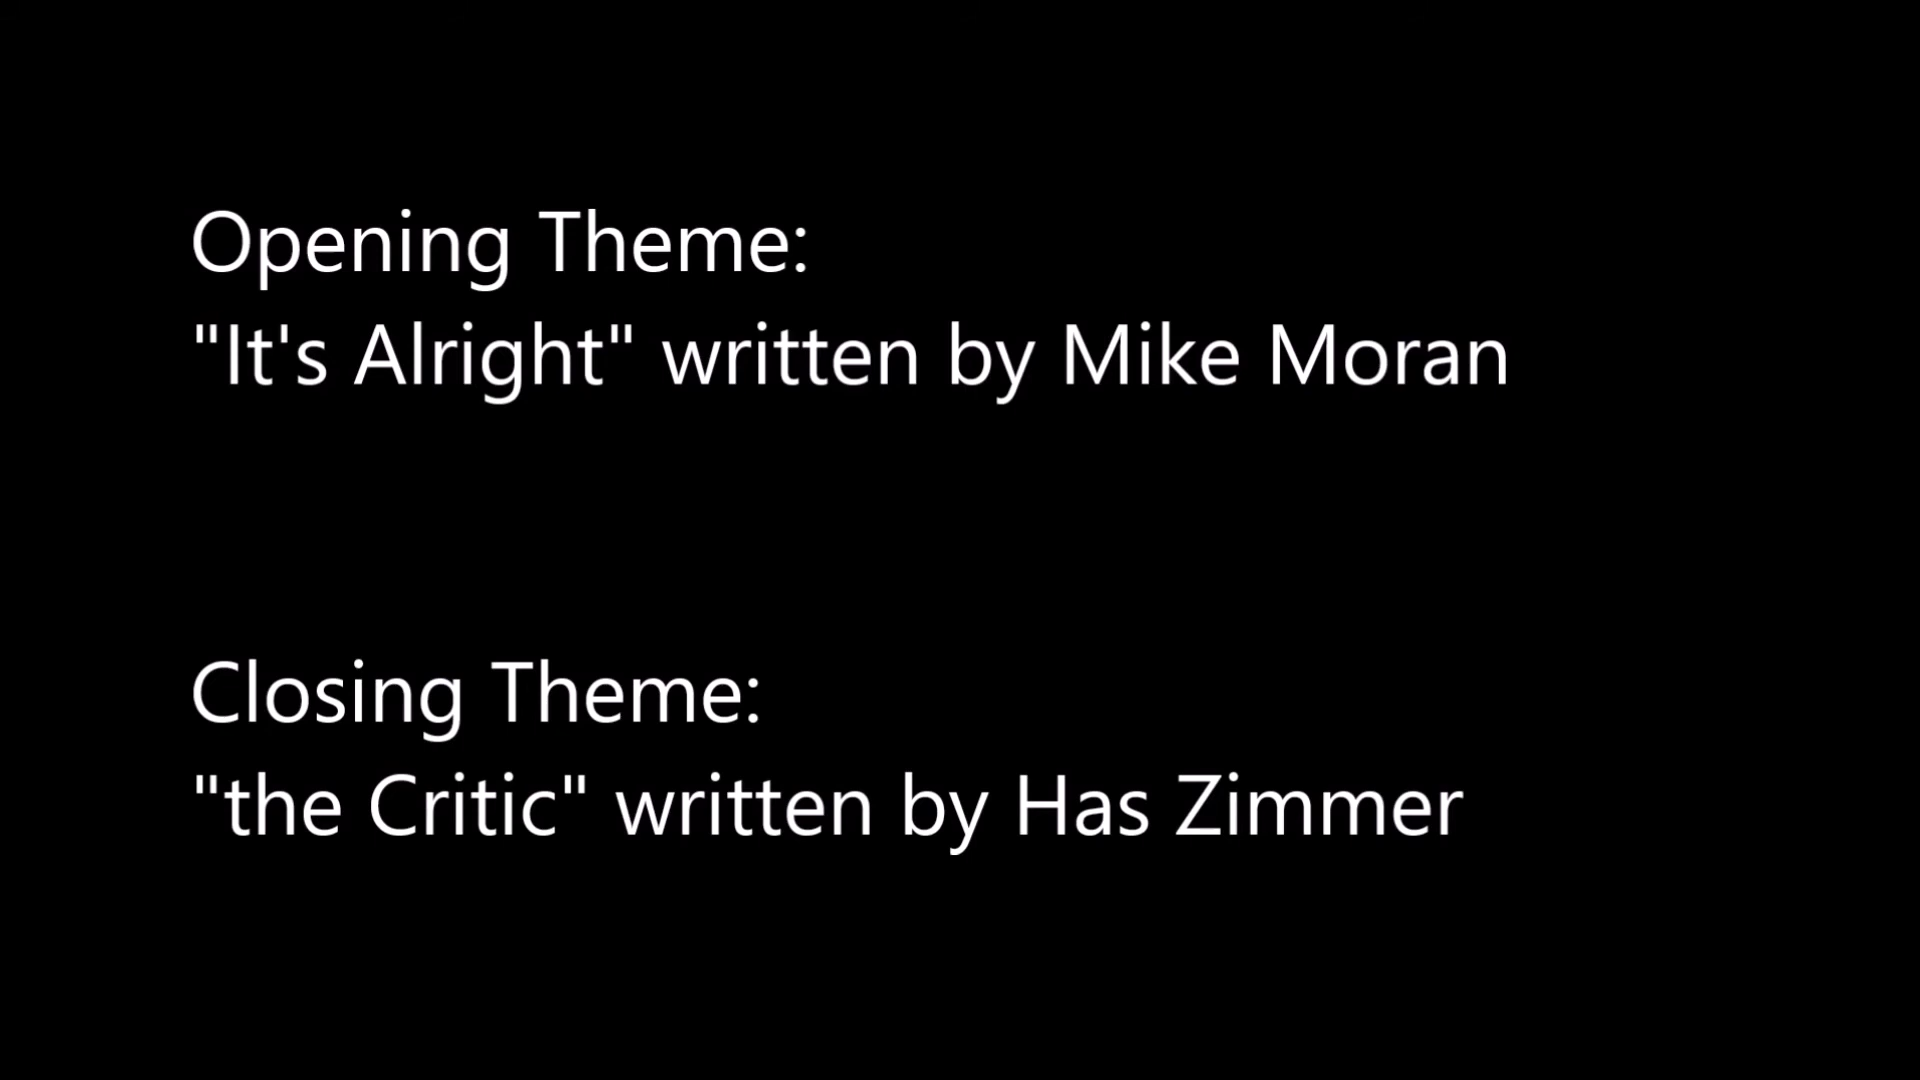 Opening Theme:
"It's Alright" written by Mike Moran
Closing Theme:
"the Critic" written by Has Zimmer